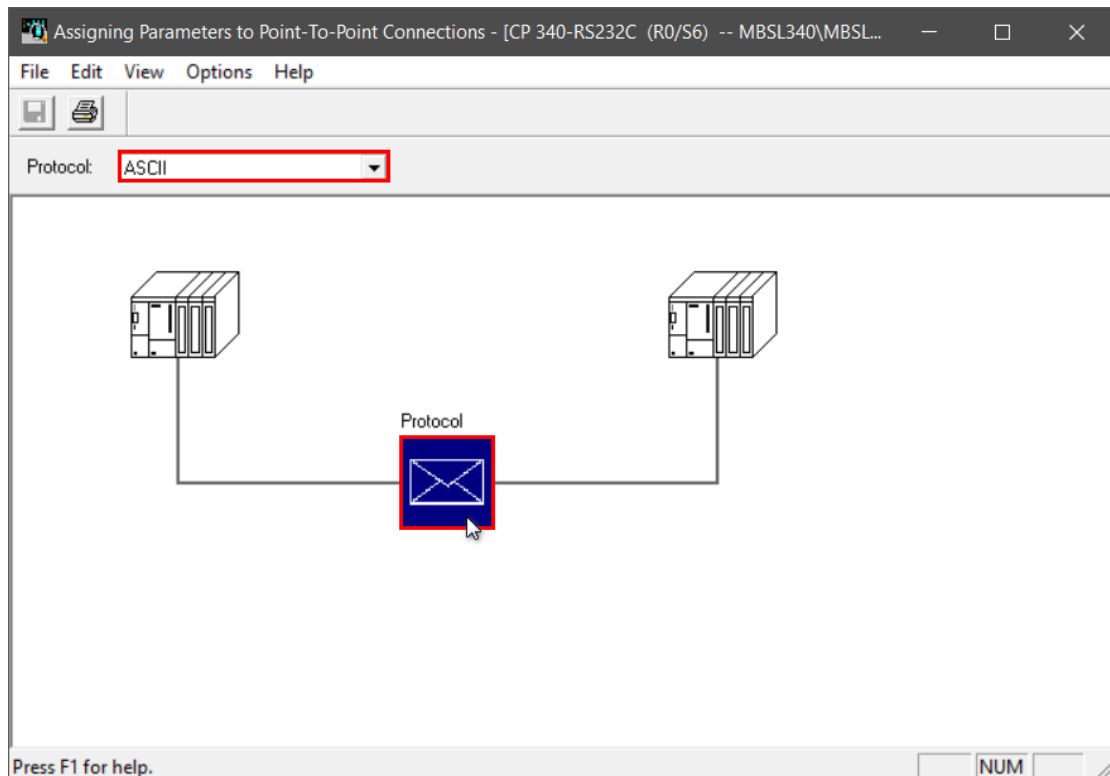 Assigning Parameters to Point-To-Point Connections - [CP 340-RS232C (R0/S6) -- MBSL340\MBSL...
File Edit View Options Help
Protocol: ASCII
Protocol
Press F1 for help.
NUM